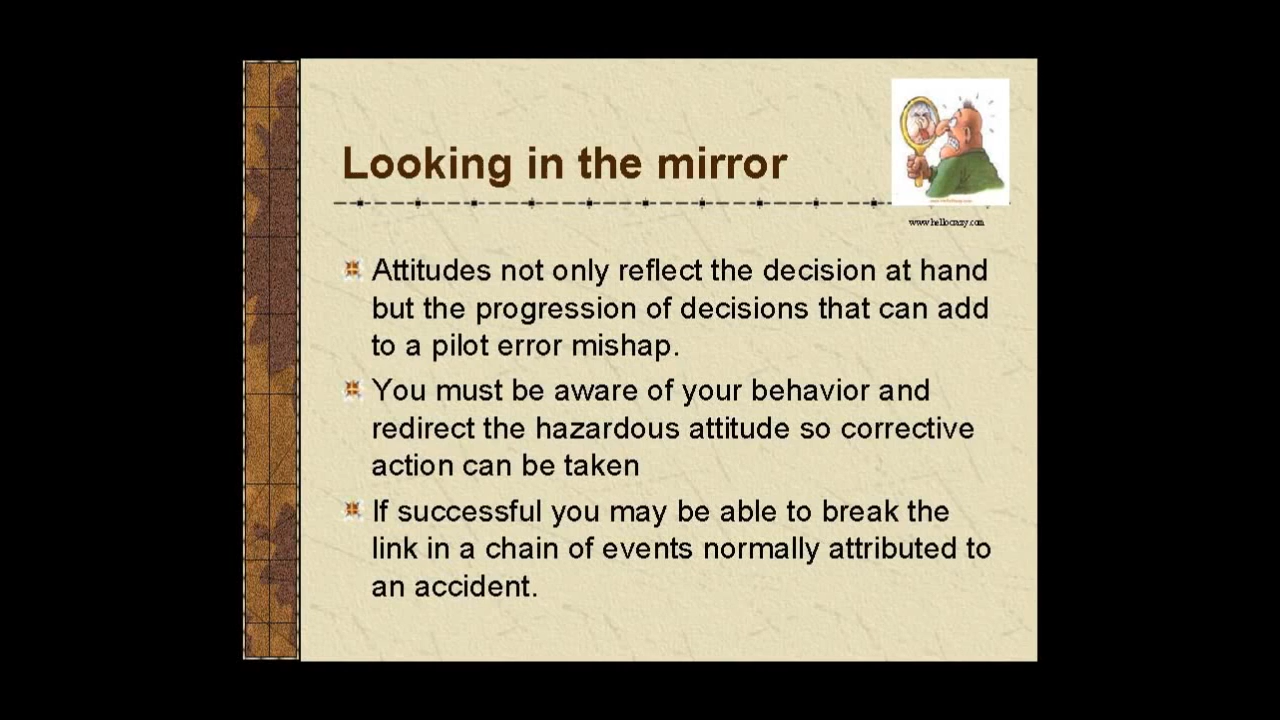 Looking in the mirror
www.hellocrazy.com
Attitudes not only reflect the decision at hand
but the progression of decisions that can add
to a pilot error mishap.
You must be aware of your behavior and
redirect the hazardous attitude so corrective
action can be taken
If successful you may be able to break the
link in a chain of events normally attributed to
an accident.